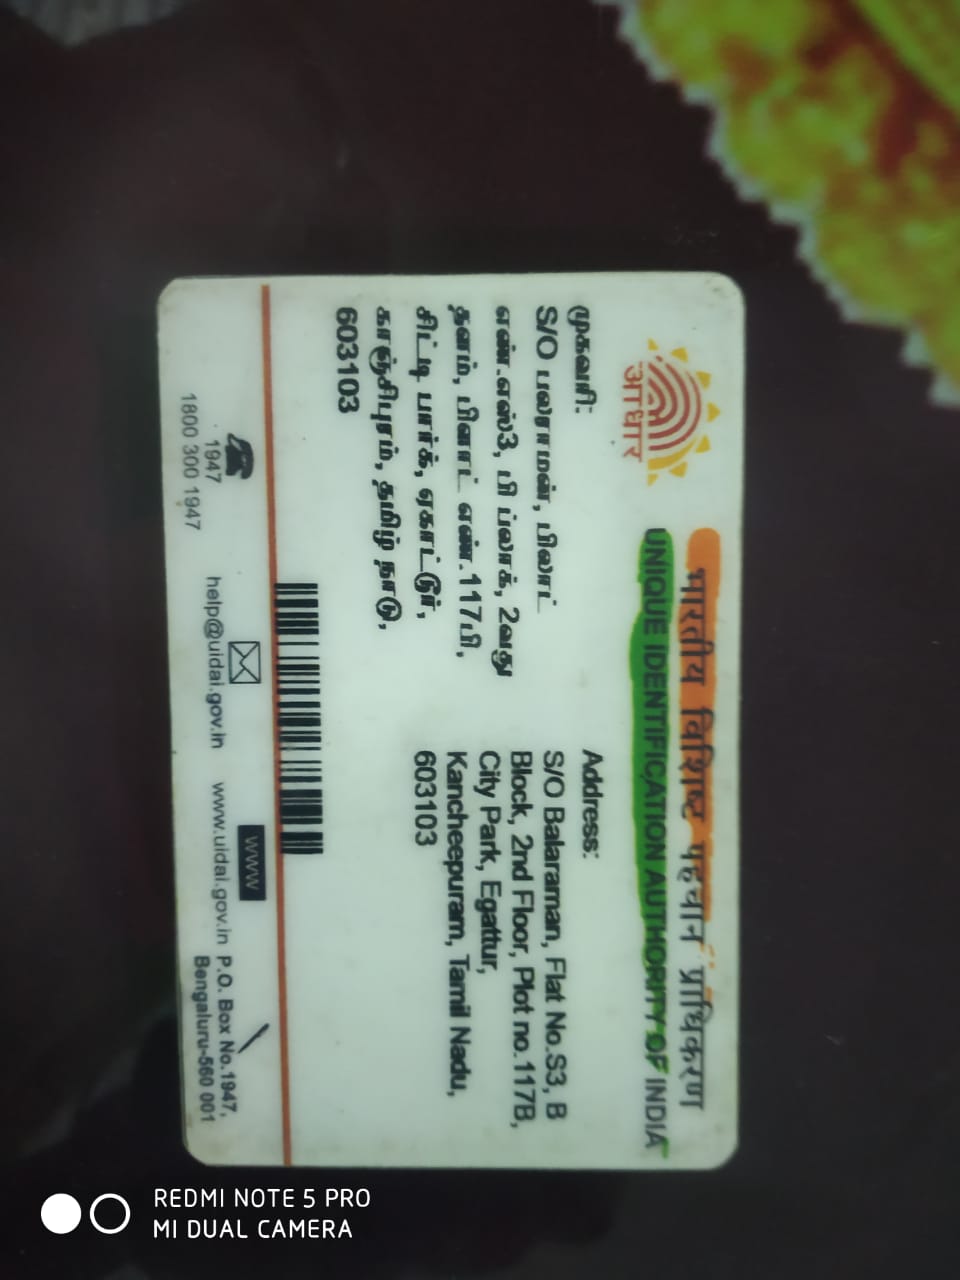 आधार
भारतीय विशिष्ट पहचान प्राधिकरण
UNIQUE IDENTIFICATION AUTHORITY OF INDIA
முகவரி:
S/O பலராமன், பிளாட்
எண்.எஸ்3, பி ப்ளாக், 2வது
தளம், பிளாட் எண்.117பி,
சிட்டி பார்க், ஏகாட்டூர்,
காஞ்சிபுரம், தமிழ் நாடு,
603103
Address:
S/O Balaraman, Flat No.S3, B
Block, 2nd Floor, Plot no.117B,
City Park, Egattur,
Kancheepuram, Tamil Nadu,
603103
1947
1800 300 1947
help@uidai.gov.in
WWW
www.uidai.gov.in
P.O. Box No.1947,
Bengaluru-560 001
REDMI NOTE 5 PRO
MI DUAL CAMERA